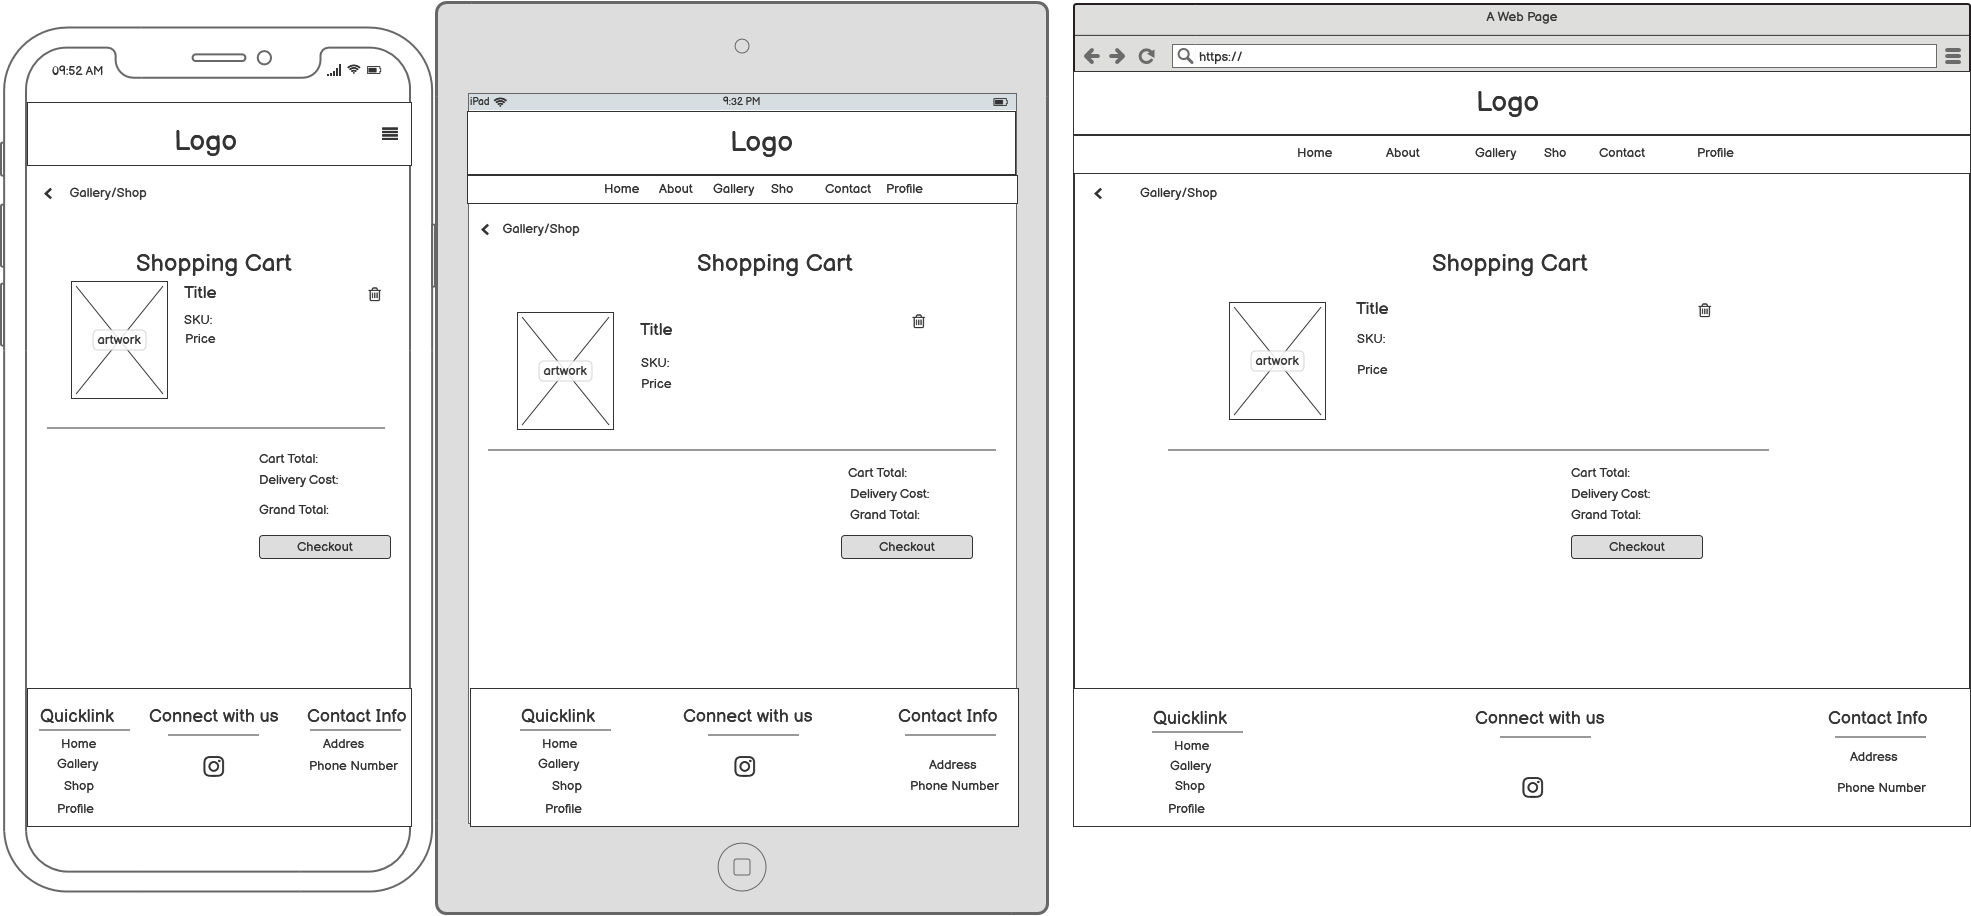 09:52 AM
Logo
Gallery/Shop
Shopping Cart
Title
SKU:
Price
artwork
Cart Total:
Delivery Cost:
Grand Total:
Checkout
Quicklink
Home
Gallery
Shop
Profile
Connect with us
Contact Info
Addres
Phone Number
iPad 9:32 PM
Logo
Home About Gallery Sho Contact Profile
Gallery/Shop
Shopping Cart
Title
SKU:
Price
artwork
Cart Total:
Delivery Cost:
Grand Total:
Checkout
Quicklink
Home
Gallery
Shop
Profile
Connect with us
Contact Info
Address
Phone Number
A Web Page
https://
Logo
Home About Gallery Sho Contact Profile
Gallery/Shop
Shopping Cart
Title
SKU:
Price
artwork
Cart Total:
Delivery Cost:
Grand Total:
Checkout
Quicklink
Home
Gallery
Shop
Profile
Connect with us
Contact Info
Address
Phone Number